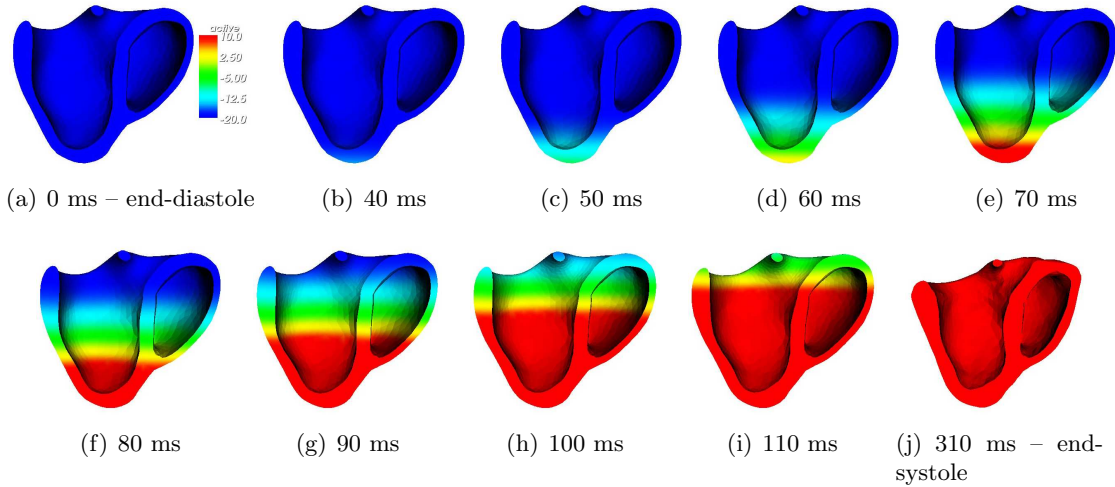 active
10.0
2.50
-5.00
-12.5
-20.0
(a) 0 ms – end-diastole
(b) 40 ms
(c) 50 ms
(d) 60 ms
(e) 70 ms
(f) 80 ms
(g) 90 ms
(h) 100 ms
(i) 110 ms
(j) 310 ms – end-
systole